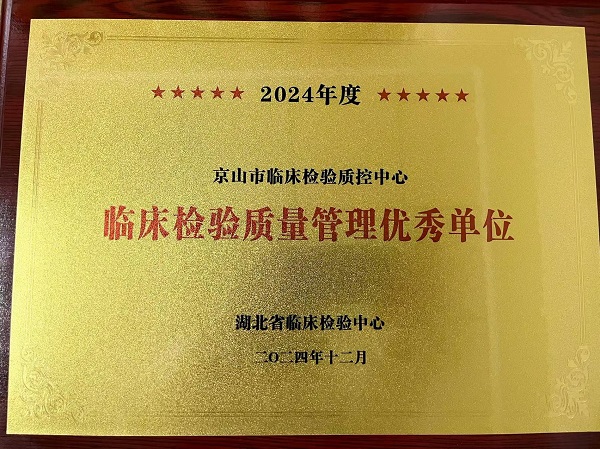 ★★★★★ 2024年度 ★★★★★
京山市临床检验质控中心
临床检验质量管理优秀单位
湖北省临床检验中心
二〇二四年十二月